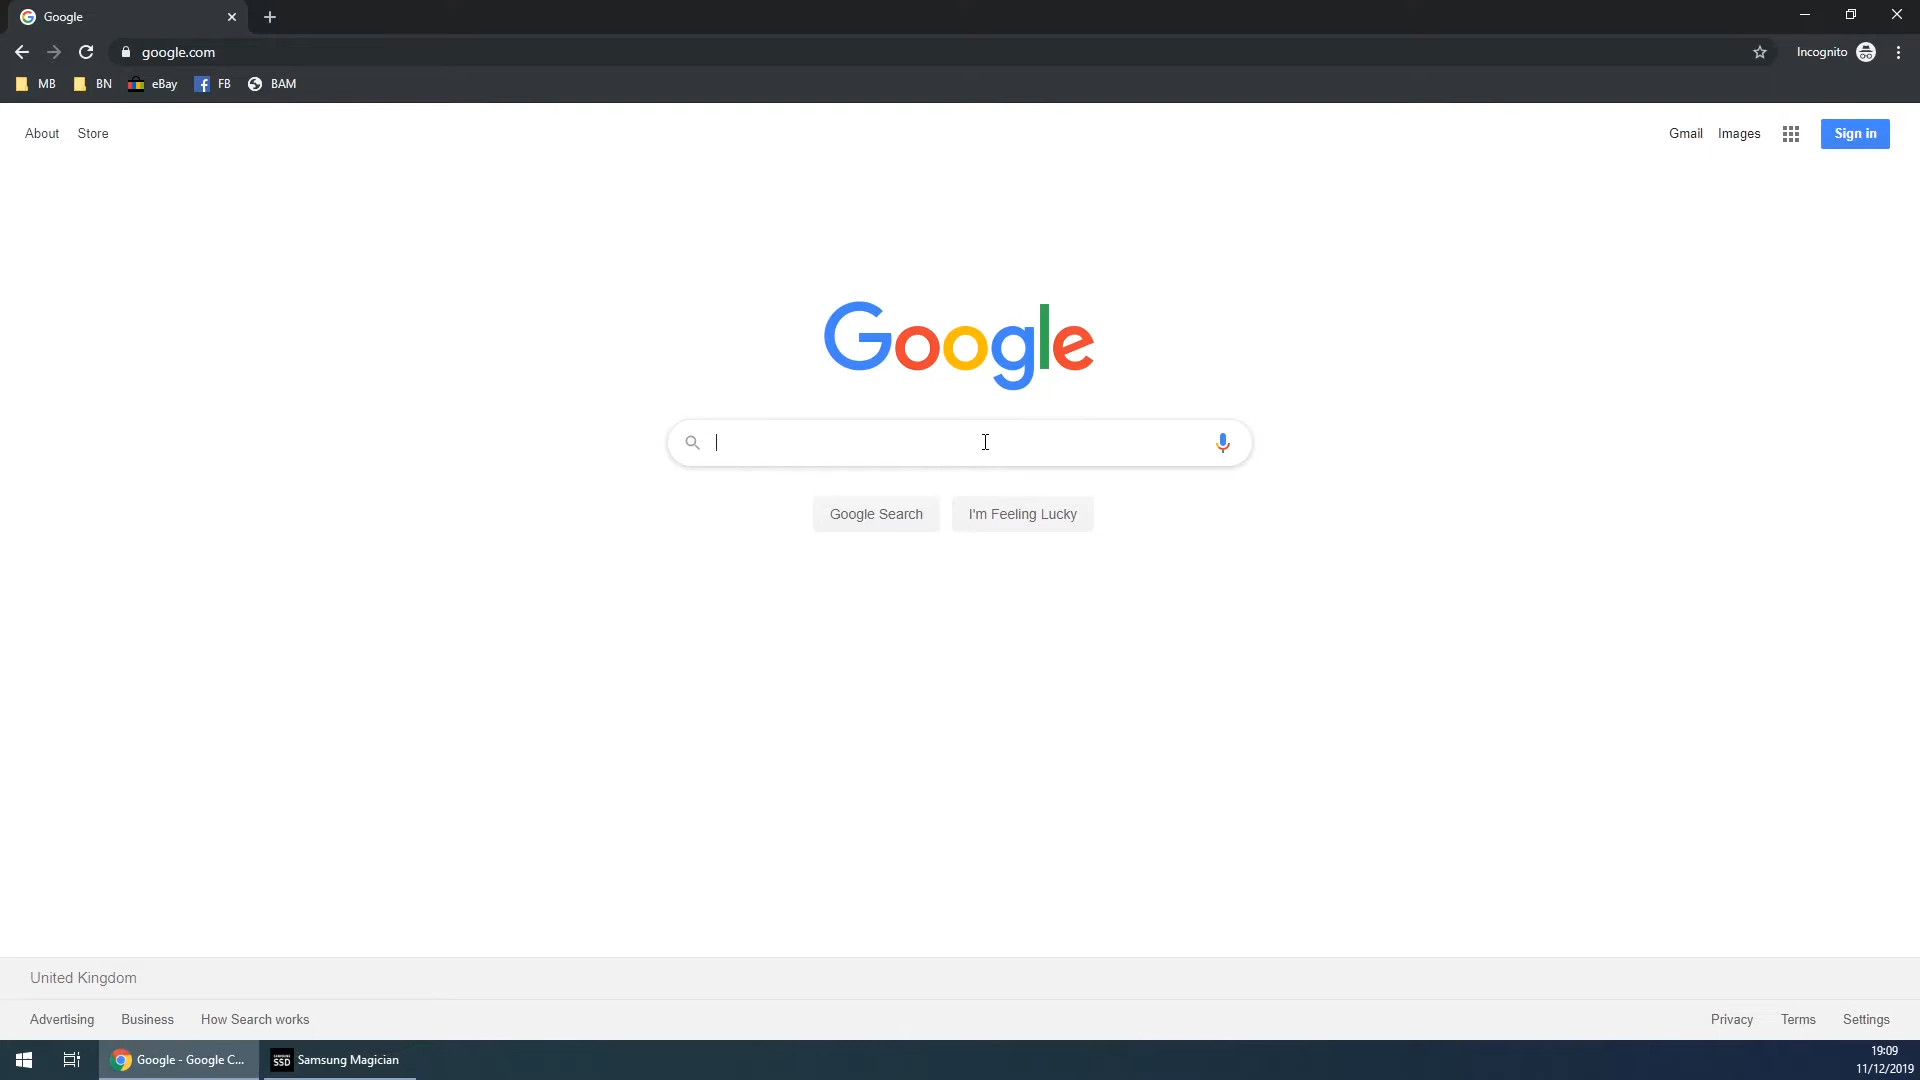 Google
google.com
Incognito
MB BN eBay FB BAM
About Store
Gmail Images Sign in
Google
Google Search I'm Feeling Lucky
United Kingdom
Advertising Business How Search works
Privacy Terms Settings
Google - Google C...
SAMSUNG SSD
Samsung Magician
19:09
11/12/2019